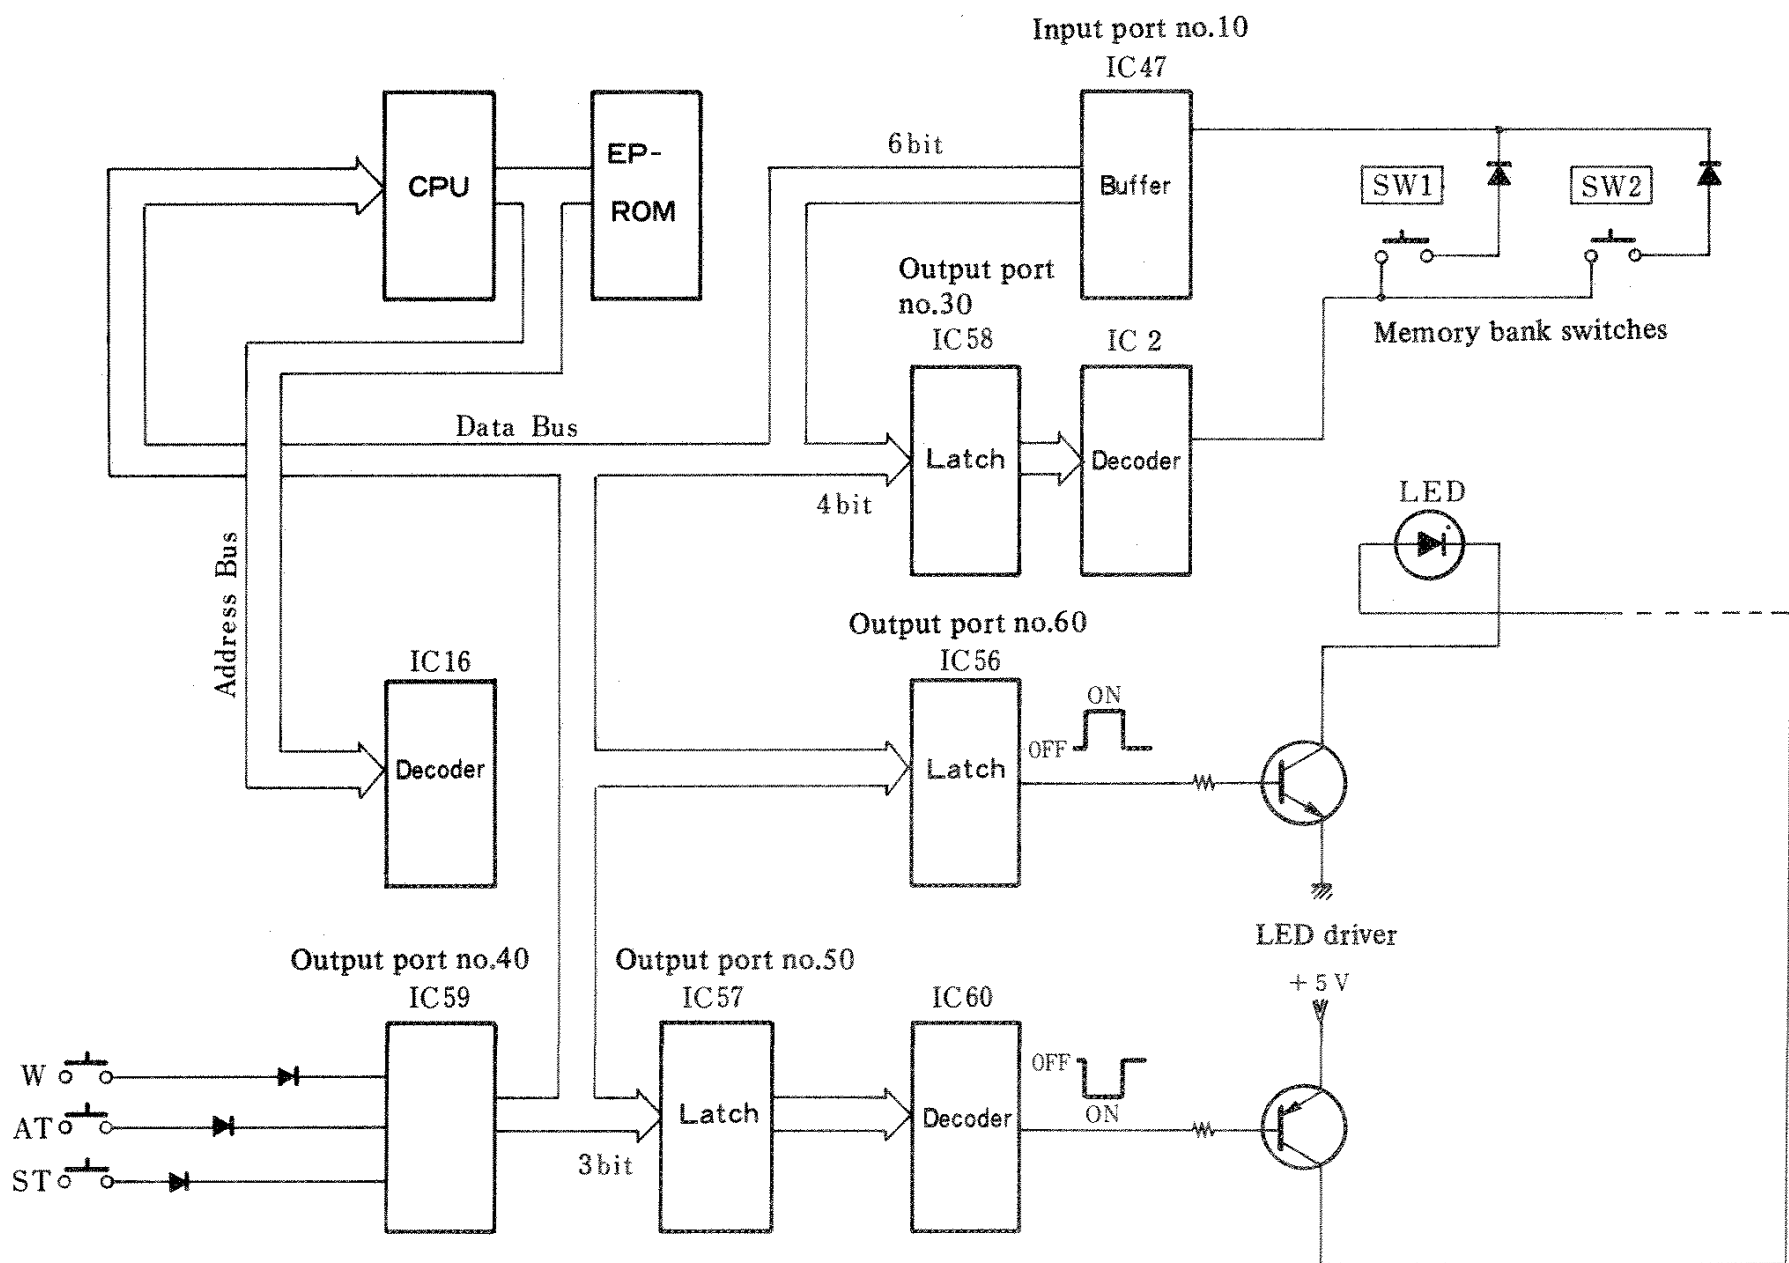 Input port no.10
IC47
Buffer
CPU
EP-
ROM
6bit
SW1
SW2
Memory bank switches
Output port
no.30
IC58
Latch
IC 2
Decoder
Data Bus
4bit
Address Bus
LED
Output port no.60
IC56
Latch
ON
OFF
IC16
Decoder
LED driver
+5V
Output port no.40
IC59
Output port no.50
IC57
Latch
IC60
Decoder
OFF
ON
3bit
W
AT
ST